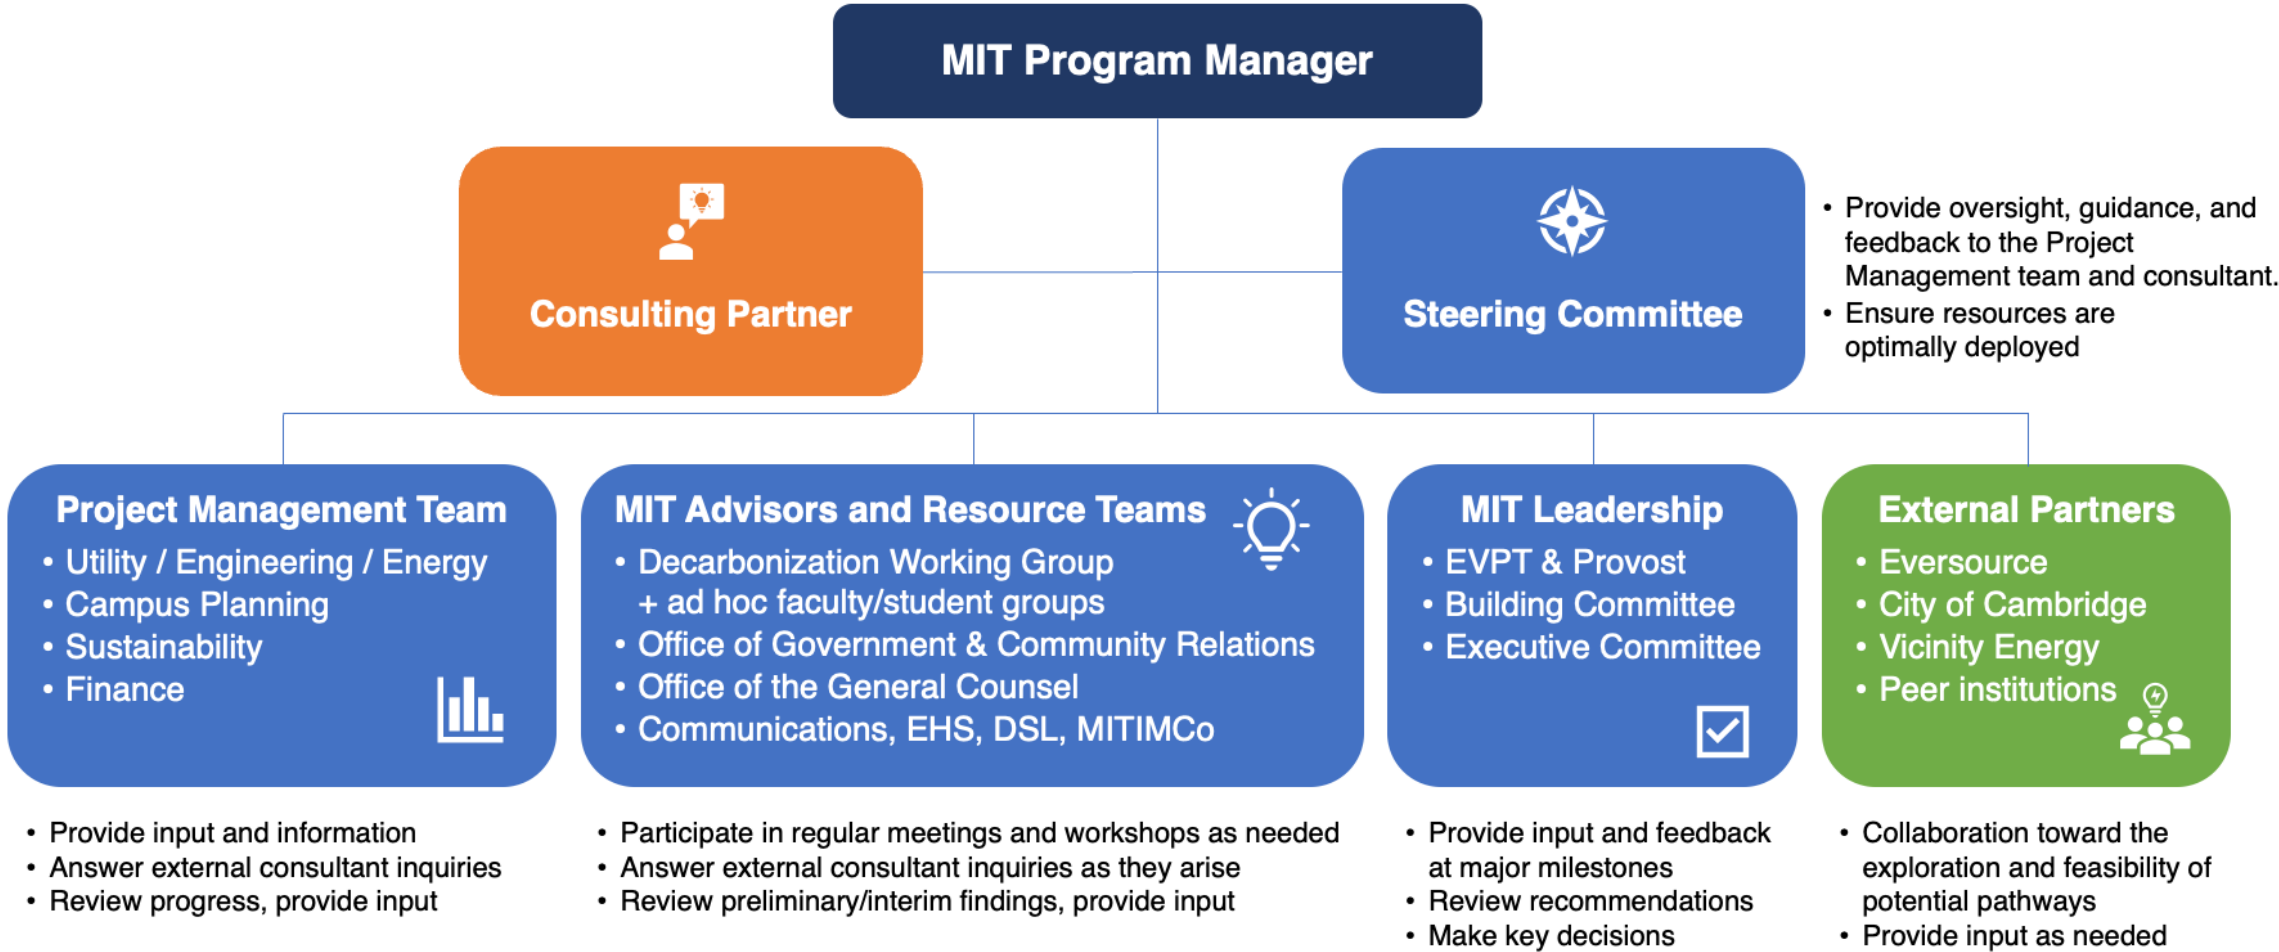 MIT Program Manager
Consulting Partner
Steering Committee
• Provide oversight, guidance, and
feedback to the Project
Management team and consultant.
• Ensure resources are
optimally deployed
Project Management Team
• Utility / Engineering / Energy
• Campus Planning
• Sustainability
• Finance
• Provide input and information
• Answer external consultant inquiries
• Review progress, provide input
MIT Advisors and Resource Teams
• Decarbonization Working Group
+ ad hoc faculty/student groups
• Office of Government & Community Relations
• Office of the General Counsel
• Communications, EHS, DSL, MITIMCo
• Participate in regular meetings and workshops as needed
• Answer external consultant inquiries as they arise
• Review preliminary/interim findings, provide input
MIT Leadership
• EVPT & Provost
• Building Committee
• Executive Committee
• Provide input and feedback
at major milestones
• Review recommendations
• Make key decisions
External Partners
• Eversource
• City of Cambridge
• Vicinity Energy
• Peer institutions
• Collaboration toward the
exploration and feasibility of
potential pathways
• Provide input as needed